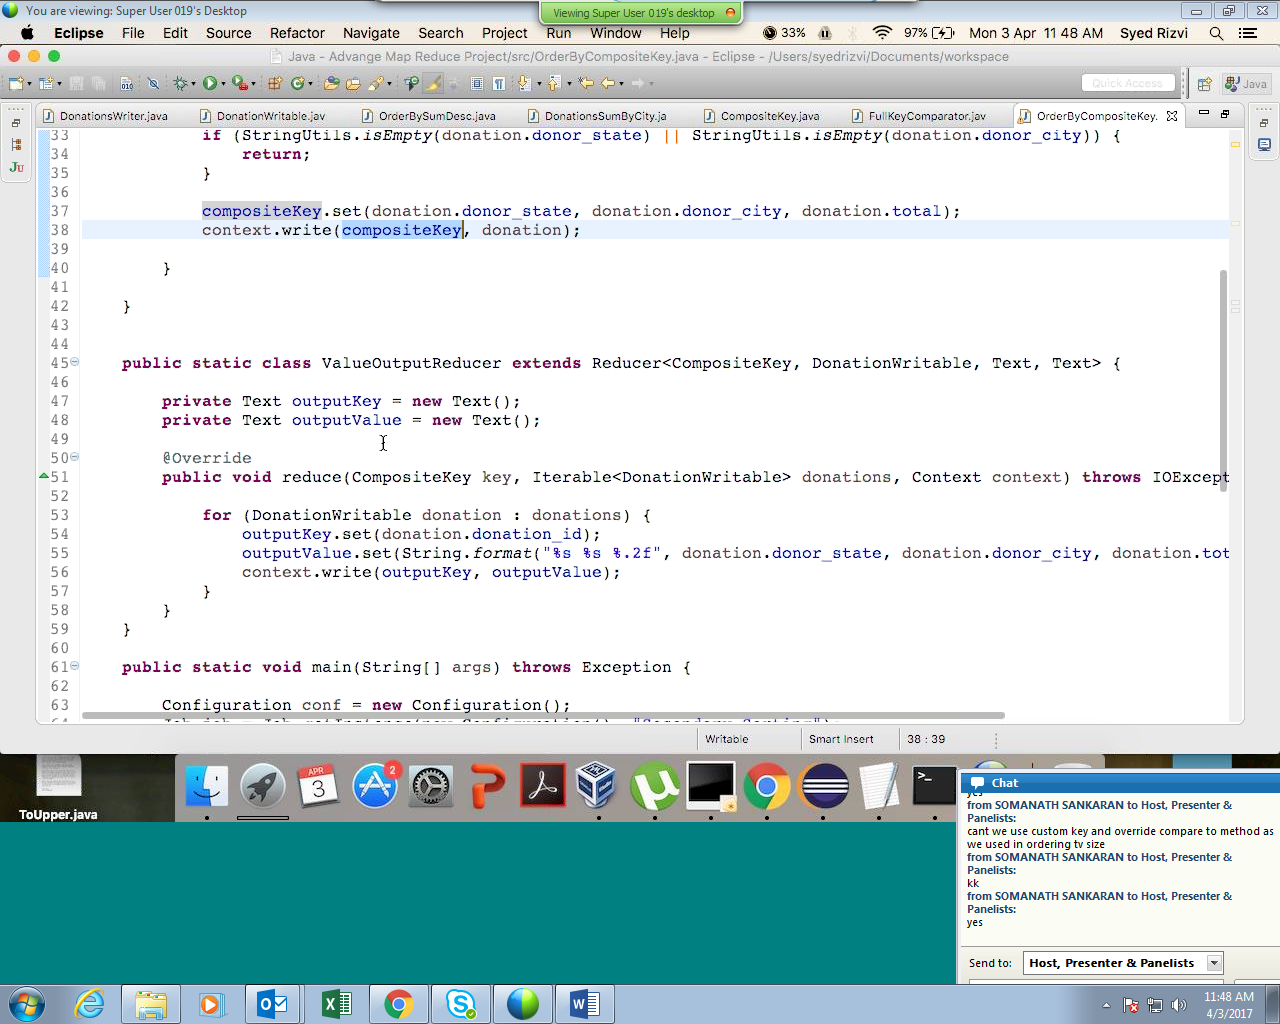 You are viewing: Super User 019's Desktop
Viewing Super User 019's desktop
Eclipse File Edit Source Refactor Navigate Search Project Run Window Help 33% 97% Mon 3 Apr 11 48 AM Syed Rizvi
Java - Advange Map Reduce Project/src/OrderByCompositeKey.java - Eclipse - /Users/syedrizvi/Documents/workspace
Quick Access Java
DonationsWriter.java DonationWritable.jav OrderBySumDesc.java DonationsSumByCity.ja CompositeKey.java FullKeyComparator.jav OrderByCompositeKey.
33 if (StringUtils.isEmpty(donation.donor_state) || StringUtils.isEmpty(donation.donor_city)) {
34 return;
35 }
36
37 compositeKey.set(donation.donor_state, donation.donor_city, donation.total);
38 context.write(compositeKey, donation);
39
40 }
41
42 }
43
44
45 public static class ValueOutputReducer extends Reducer<CompositeKey, DonationWritable, Text, Text> {
46
47 private Text outputKey = new Text();
48 private Text outputValue = new Text();
49
50 @Override
51 public void reduce(CompositeKey key, Iterable<DonationWritable> donations, Context context) throws IOExcept
52
53 for (DonationWritable donation : donations) {
54 outputKey.set(donation.donation_id);
55 outputValue.set(String.format("%s %s %.2f", donation.donor_state, donation.donor_city, donation.tot
56 context.write(outputKey, outputValue);
57 }
58 }
59 }
60
61 public static void main(String[] args) throws Exception {
62
63 Configuration conf = new Configuration();
Writable Smart Insert 38 : 39
JU
APR
3
2
ToUpper.java
Chat
yes
from SOMANATH SANKARAN to Host, Presenter &
Panelists:
cant we use custom key and override compare to method as
we used in ordering tv size
from SOMANATH SANKARAN to Host, Presenter &
Panelists:
kk
from SOMANATH SANKARAN to Host, Presenter &
Panelists:
yes
Send to: Host, Presenter & Panelists
11:48 AM
4/3/2017